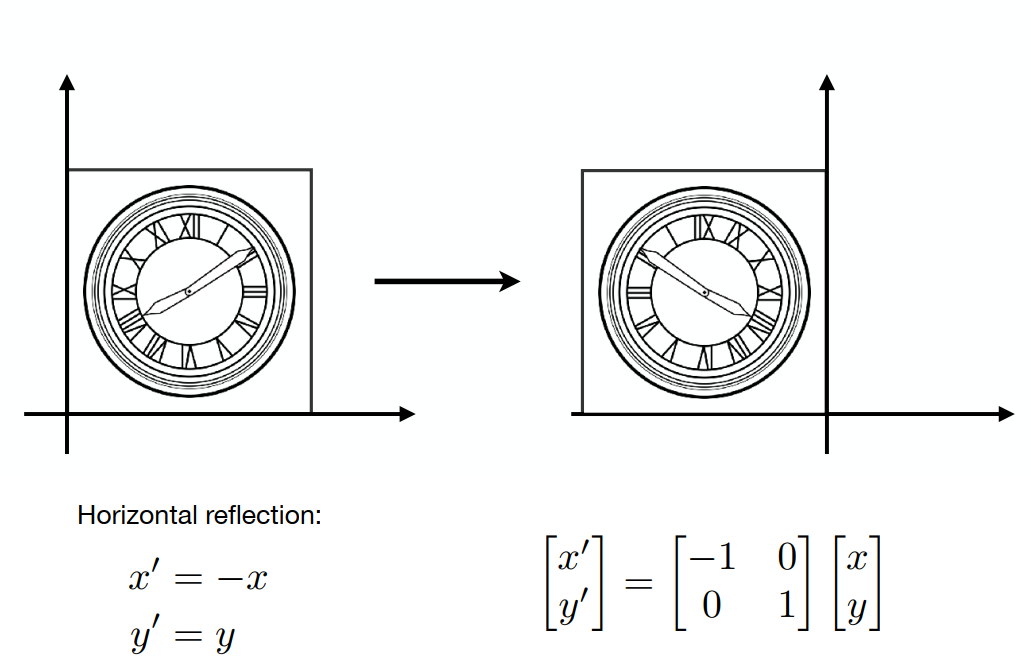 Horizontal reflection:
x′ = −x
y′ = y
[x′ y′] = [−1 0 0 1] [x y]